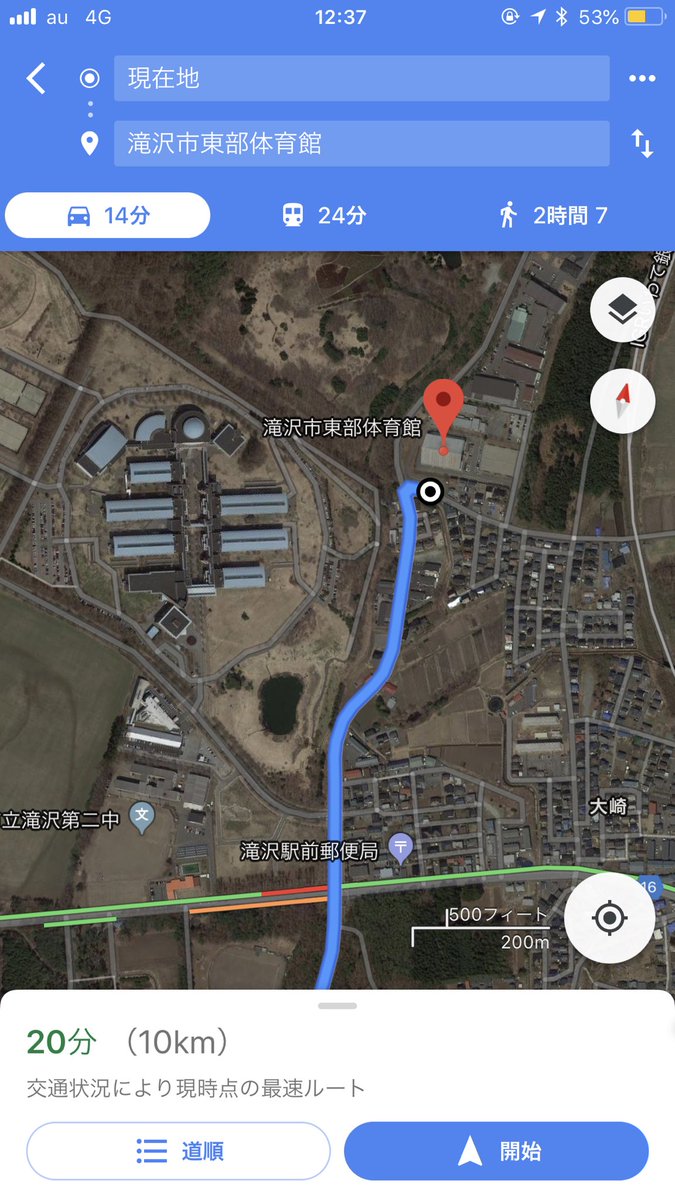 au 4G 12:37 53%
現在地
滝沢市東部体育館
14分 24分 2時間 7
滝沢市東部体育館
大崎
立滝沢第二中 文
滝沢駅前郵便局 〒
16
500フィート
200m
20分 （10km）
交通状況により現時点の最速ルート
道順 開始